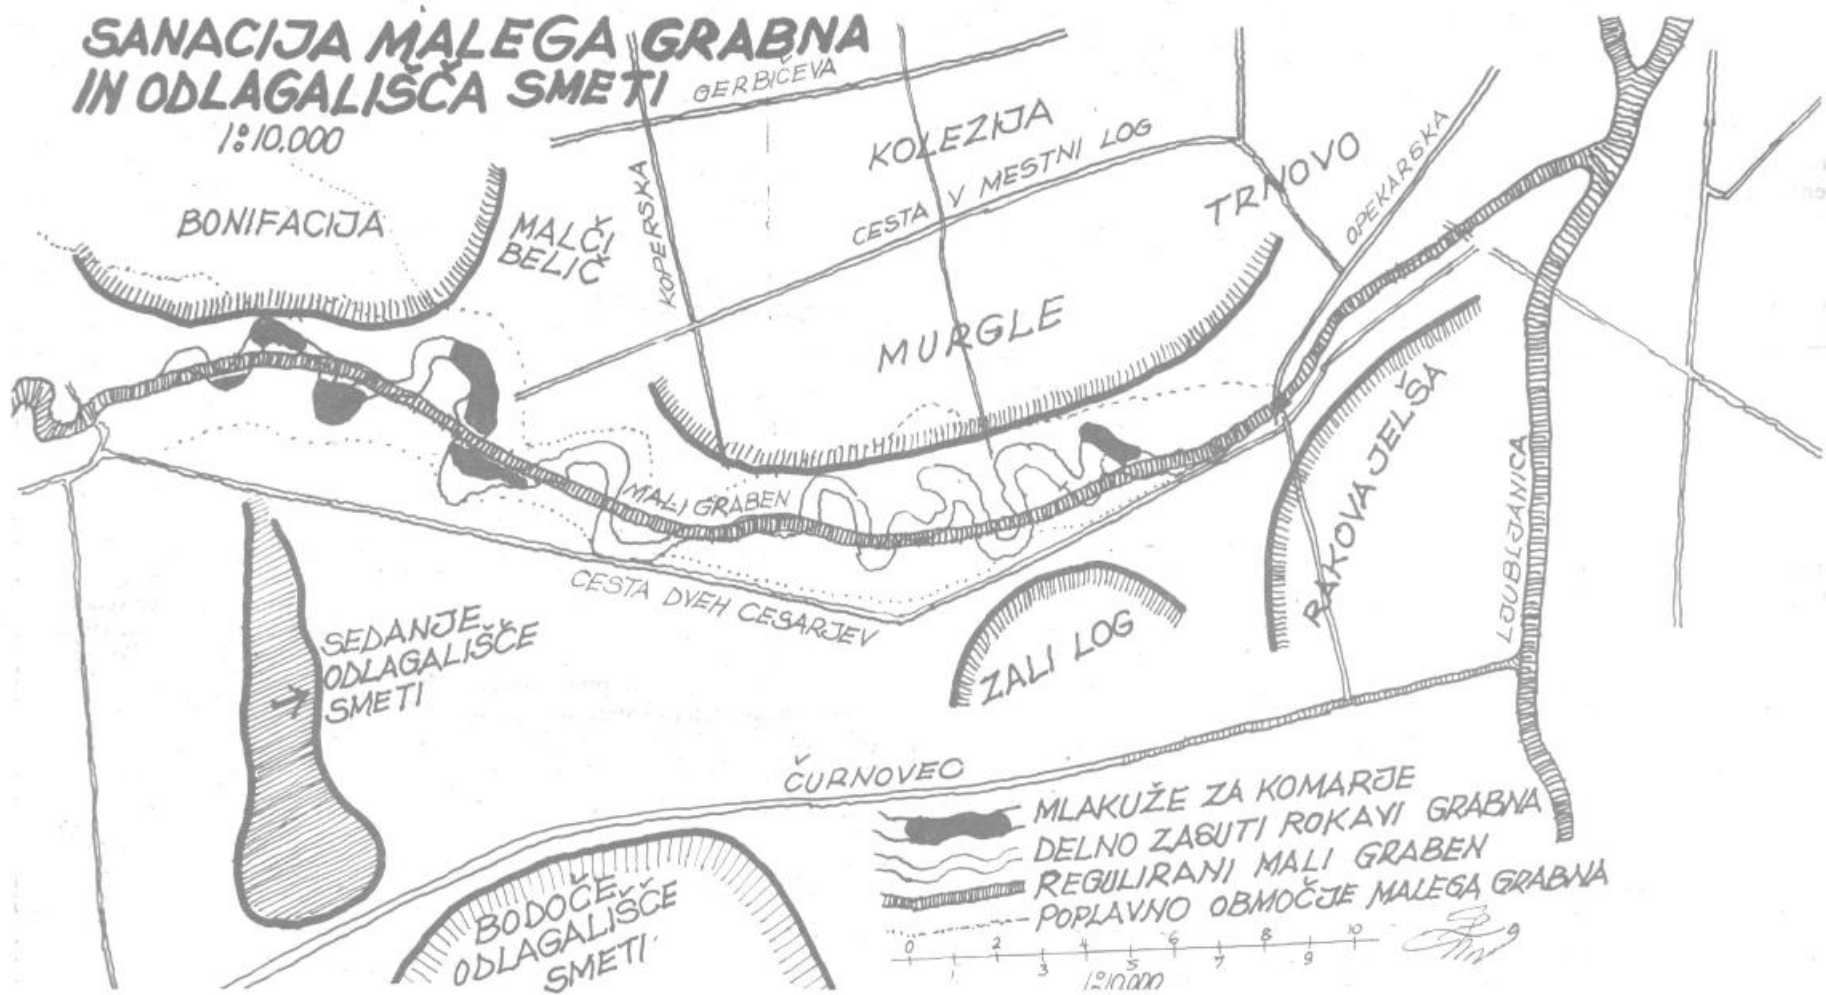 SANACIJA MALEGA GRABNA
IN ODLAGALIŠČA SMETI
1:10.000
GERBIČEVA
KOLEZIJA
CESTA V MESTNI LOG
TRNOVO
OPEKARSKA
BONIFACIJA
MALČI
BELIČ
KOPERSKA
MURGLE
RAKOVA JELŠA
MALI GRABEN
LJUBLJANICA
CESTA DVEH CESARJEV
ZALI LOG
SEDANJE
ODLAGALIŠČE
SMETI
ČURNOVEC
BODOČE
ODLAGALIŠČE
SMETI
MLAKUŽE ZA KOMARJE
DELNO ZASUTI ROKAVI GRABNA
REGULIRANI MALI GRABEN
POPLAVNO OBMOČJE MALEGA GRABNA
0 2 4 6 8 10
1 3 5 7 9
1:10.000